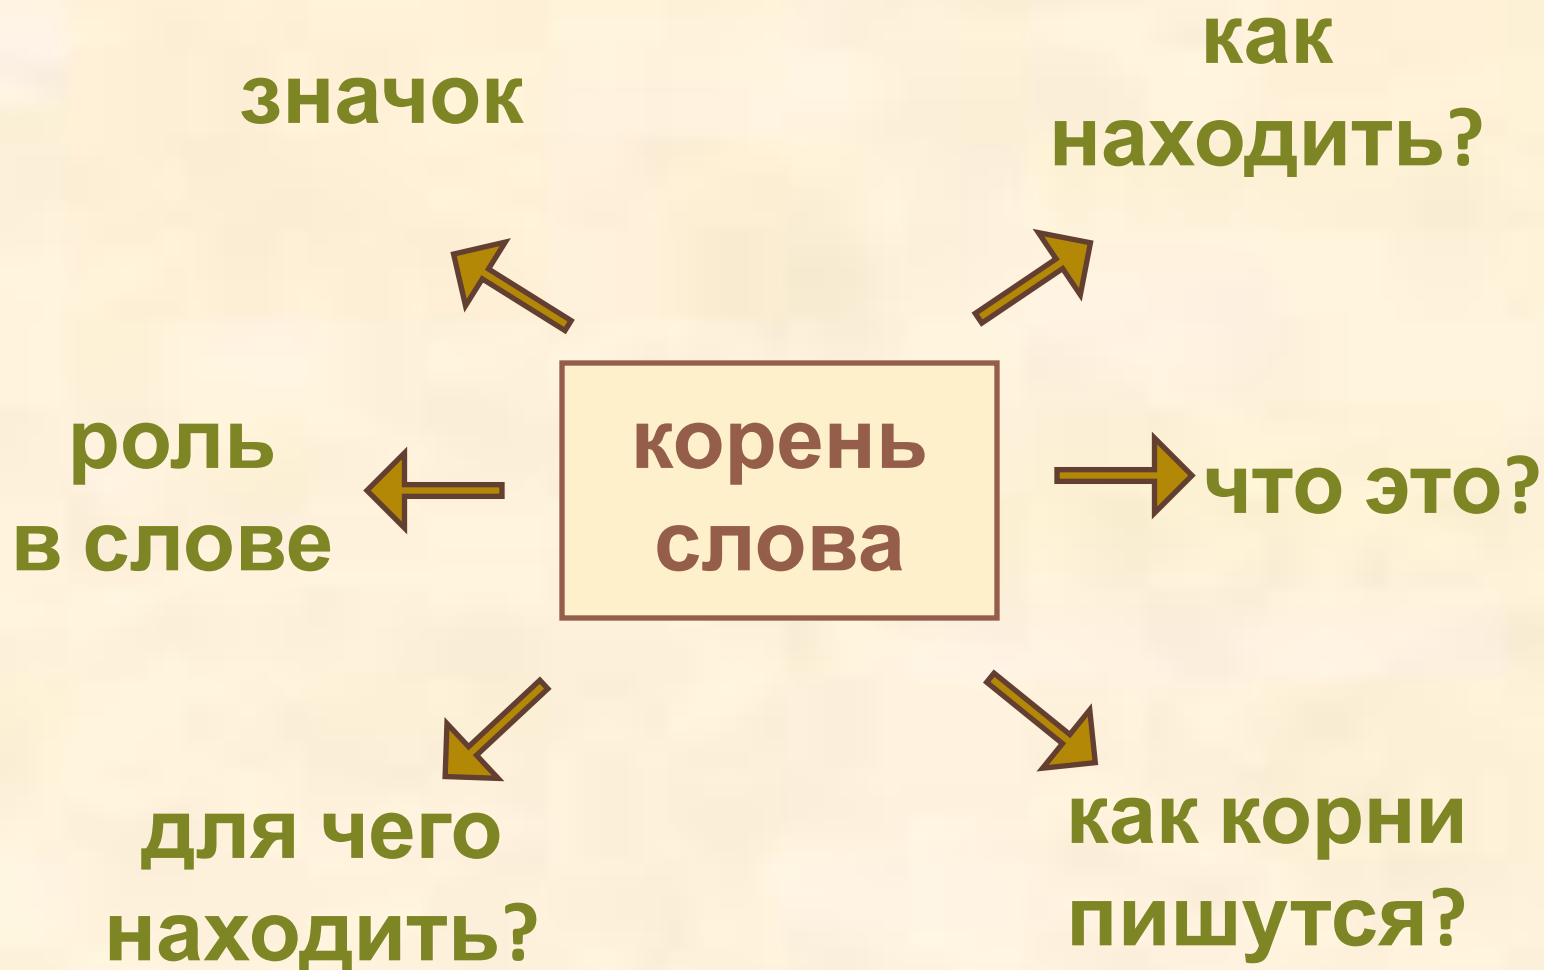 значок
как
находить?
роль
в слове
корень
слова
что это?
для чего
находить?
как корни
пишутся?